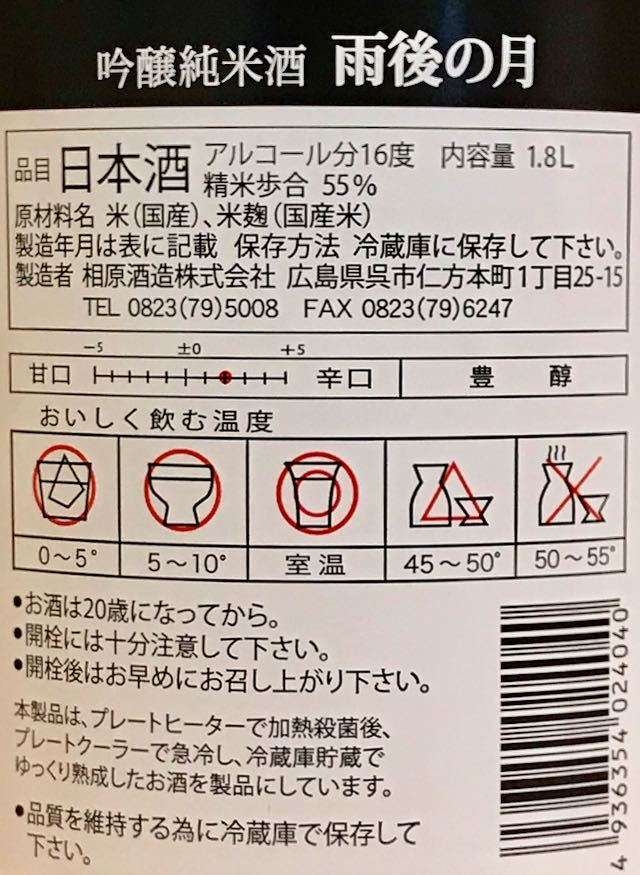 吟醸純米酒 雨後の月
品目 日本酒 アルコール分16度 内容量 1.8L
精米歩合 55%
原材料名 米(国産)、米麹(国産米)
製造年月は表に記載 保存方法 冷蔵庫に保存して下さい。
製造者 相原酒造株式会社 広島県呉市仁方本町1丁目25-15
TEL 0823(79)5008 FAX 0823(79)6247
−5 ±0 +5
甘口 辛口 豊醇
おいしく飲む温度
0〜5° 5〜10° 室温 45〜50° 50〜55°
•お酒は20歳になってから。
•開栓には十分注意して下さい。
•開栓後はお早めにお召し上がり下さい。
本製品は、プレートヒーターで加熱殺菌後、
プレートクーラーで急冷し、冷蔵庫貯蔵で
ゆっくり熟成したお酒を製品にしています。
•品質を維持する為に冷蔵庫で保存して
下さい。
4 936354 024040